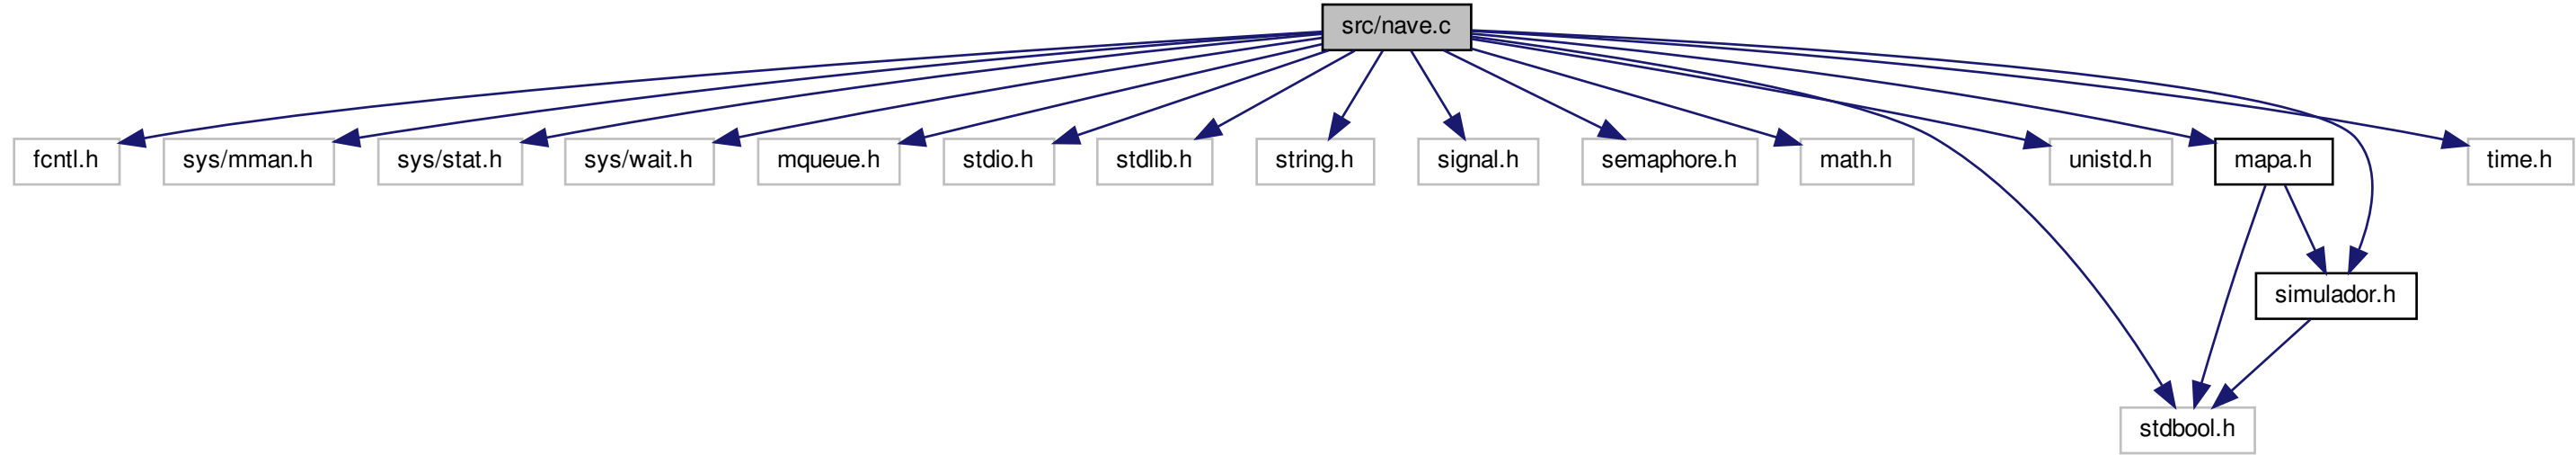 src/nave.c
fcntl.h
sys/mman.h
sys/stat.h
sys/wait.h
mqueue.h
stdio.h
stdlib.h
string.h
signal.h
semaphore.h
math.h
unistd.h
mapa.h
time.h
simulador.h
stdbool.h